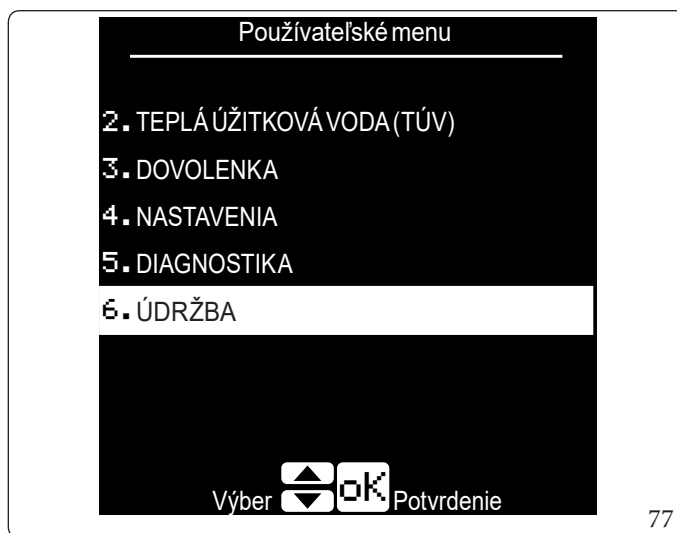 Používateľské menu
2. TEPLÁ ÚŽITKOVÁ VODA (TÚV)
3. DOVOLENKA
4. NASTAVENIA
5. DIAGNOSTIKA
6. ÚDRŽBA
Výber oK Potvrdenie
77